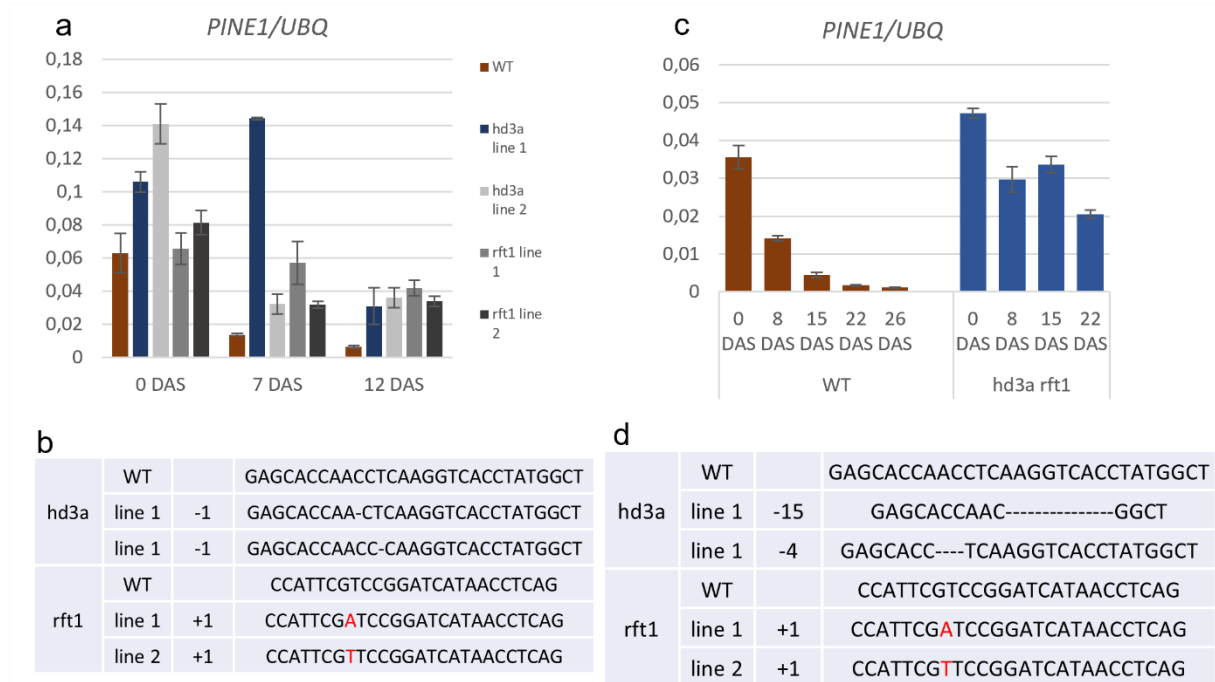 a
PINE1/UBQ
0,18
0,16
0,14
0,12
0,1
0,08
0,06
0,04
0,02
0
0 DAS 7 DAS 12 DAS
WT
hd3a
line 1
hd3a
line 2
rft1 line
1
rft1 line
2
c
PINE1/UBQ
0,06
0,05
0,04
0,03
0,02
0,01
0
0 8 15 22 26 0 8 15 22
DAS DAS DAS DAS DAS DAS DAS DAS DAS
WT hd3a rft1
b
hd3a WT GAGCACCAACCTCAAGGTCACCTATGGCT
line 1 -1 GAGCACCAA-CTCAAGGTCACCTATGGCT
line 1 -1 GAGCACCAACC-CAAGGTCACCTATGGCT
rft1 WT CCATTCGTCCGGATCATAACCTCAG
line 1 +1 CCATTCGATCCGGATCATAACCTCAG
line 2 +1 CCATTCGTTCCGGATCATAACCTCAG
d
hd3a WT GAGCACCAACCTCAAGGTCACCTATGGCT
line 1 -15 GAGCACCAAC---------------GGCT
line 1 -4 GAGCACC----TCAAGGTCACCTATGGCT
rft1 WT CCATTCGTCCGGATCATAACCTCAG
line 1 +1 CCATTCGATCCGGATCATAACCTCAG
line 2 +1 CCATTCGTTCCGGATCATAACCTCAG